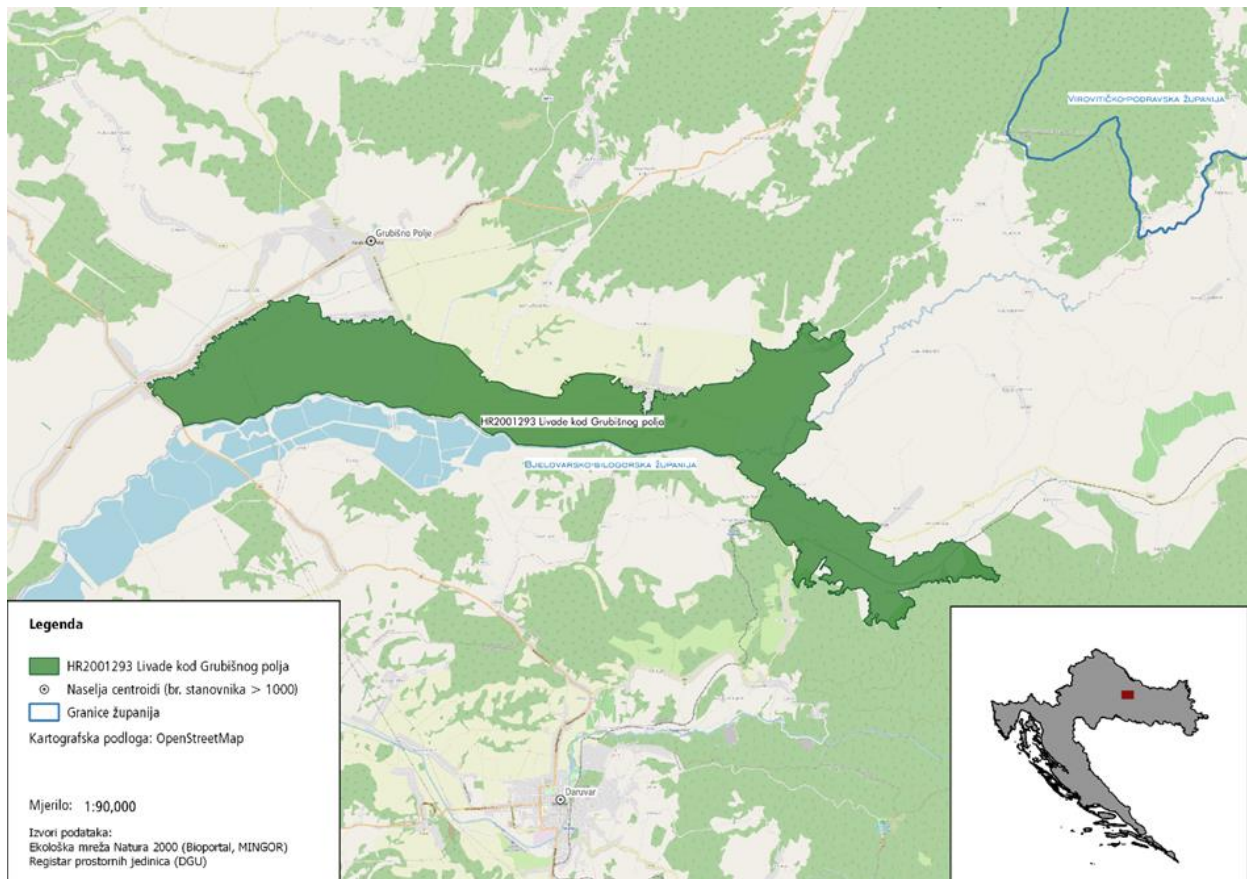 VIROVITIČKO-PODRAVSKA ŽUPANIJA
Grubišno Polje
HR2001293 Livade kod Grubišnog polja
BJELOVARSKO-BILOGORSKA ŽUPANIJA
Daruvar
Legenda
HR2001293 Livade kod Grubišnog polja
Naselja centroidi (br. stanovnika > 1000)
Granice županija
Kartografska podloga: OpenStreetMap
Mjerilo: 1:90,000
Izvori podataka:
Ekološka mreža Natura 2000 (Bioportal, MINGOR)
Registar prostornih jedinica (DGU)